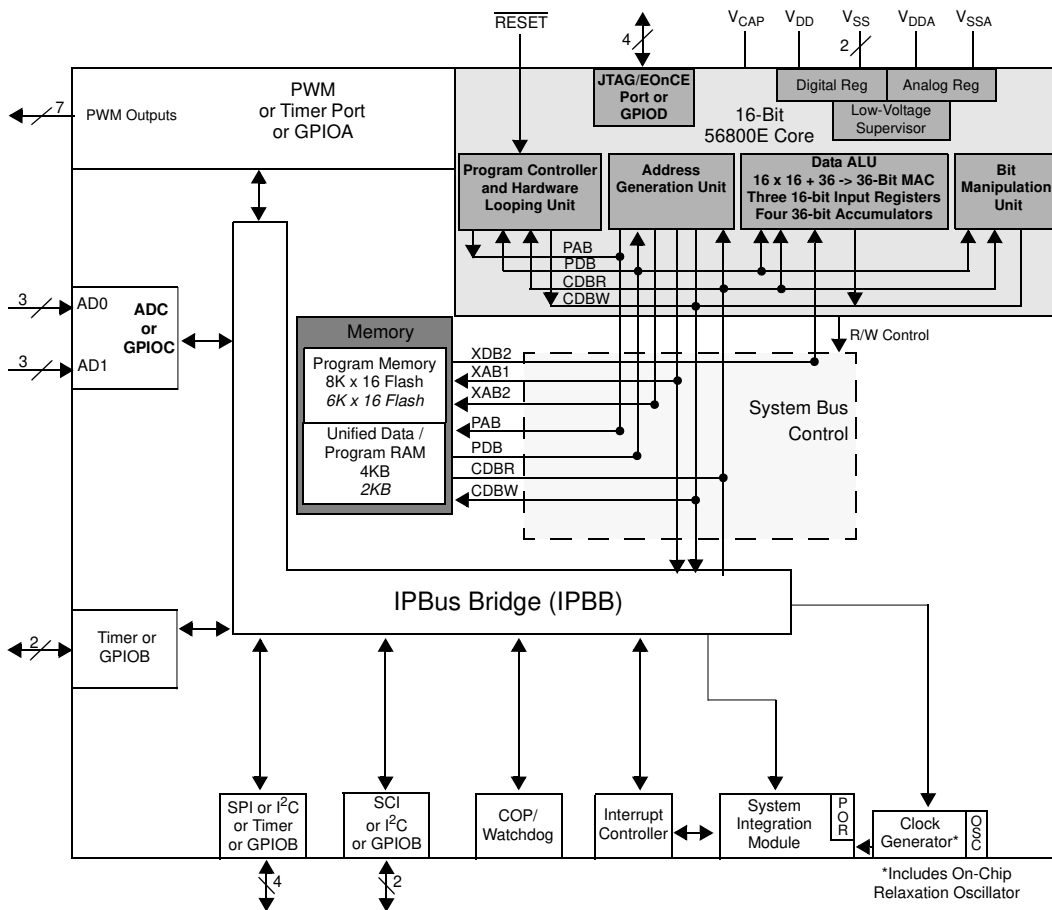 RESET
4
VCAP
VDD
VSS
2
VDDA
VSSA
7
PWM Outputs
PWM
or Timer Port
or GPIOA
JTAG/EOnCE
Port or
GPIOD
16-Bit
56800E Core
Digital Reg
Analog Reg
Low-Voltage
Supervisor
Program Controller
and Hardware
Looping Unit
Address
Generation Unit
Data ALU
16 x 16 + 36 -> 36-Bit MAC
Three 16-bit Input Registers
Four 36-bit Accumulators
Bit
Manipulation
Unit
PAB
PDB
CDBR
CDBW
3
AD0
3
AD1
ADC
or
GPIOC
Memory
Program Memory
8K x 16 Flash
6K x 16 Flash
Unified Data /
Program RAM
4KB
2KB
R/W Control
XDB2
XAB1
XAB2
PAB
PDB
CDBR
CDBW
System Bus
Control
IPBus Bridge (IPBB)
2
Timer or
GPIOB
SPI or I²C
or Timer
or GPIOB
4
SCI
or I²C
or GPIOB
2
COP/
Watchdog
Interrupt
Controller
System
Integration
Module
POR
Clock
Generator*
OSC
*Includes On-Chip
Relaxation Oscillator